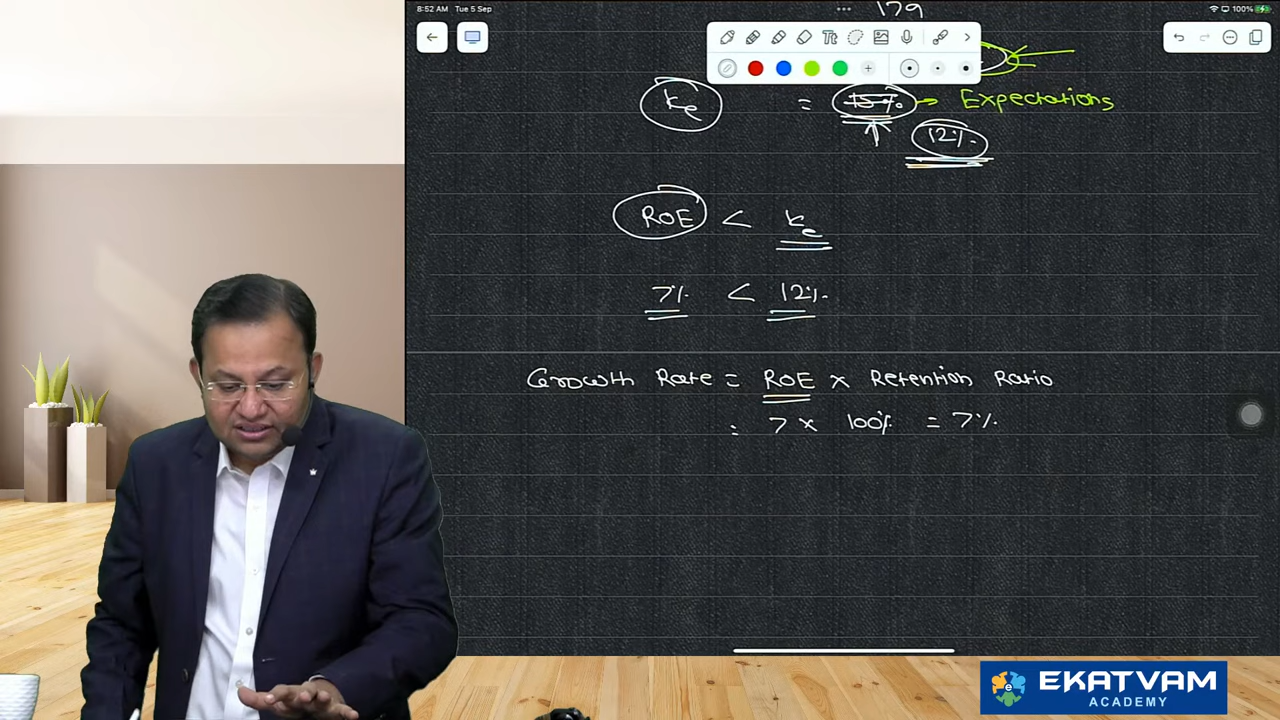 8:52 AM Tue 5 Sep
100%
179
ke = 15%. → Expectations
12%.
ROE < ke
7%. < 12%.
Growth Rate = ROE x Retention Ratio
= 7 x 100% = 7%.
EKATVAM
ACADEMY